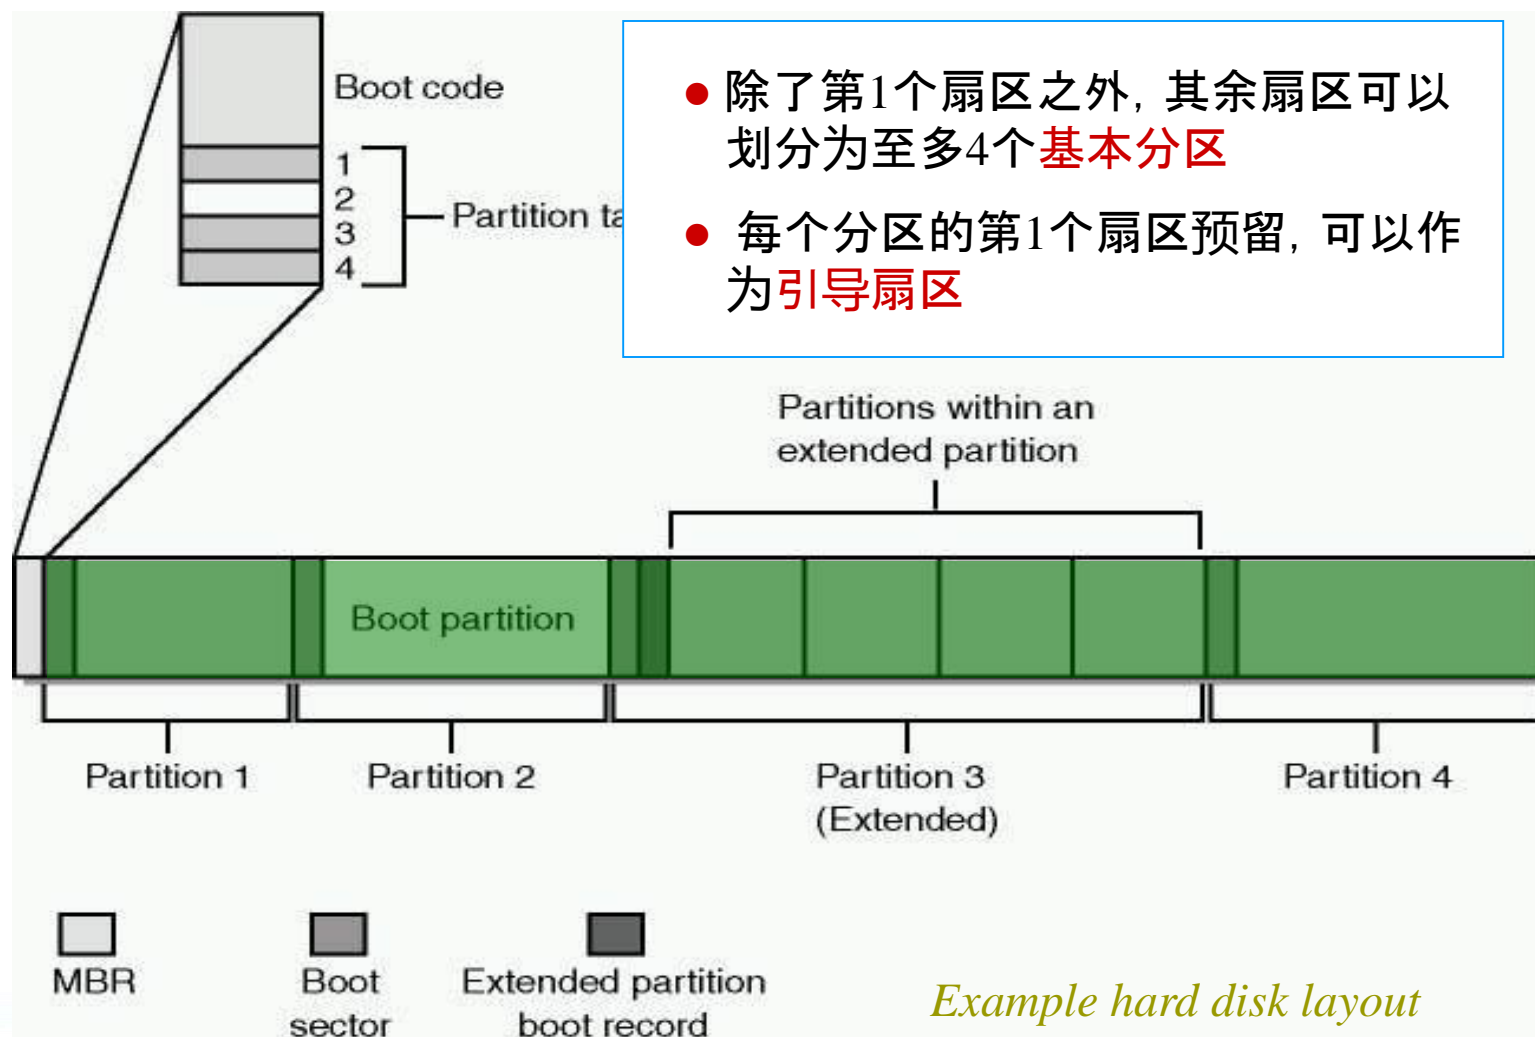 Boot code
1
2
3
4
Partition
● 除了第1个扇区之外, 其余扇区可以
划分为至多4个基本分区
● 每个分区的第1个扇区预留, 可以作
为引导扇区
Partitions within an
extended partition
Boot partition
Partition 1
Partition 2
Partition 3
(Extended)
Partition 4
MBR
Boot
sector
Extended partition
boot record
Example hard disk layout